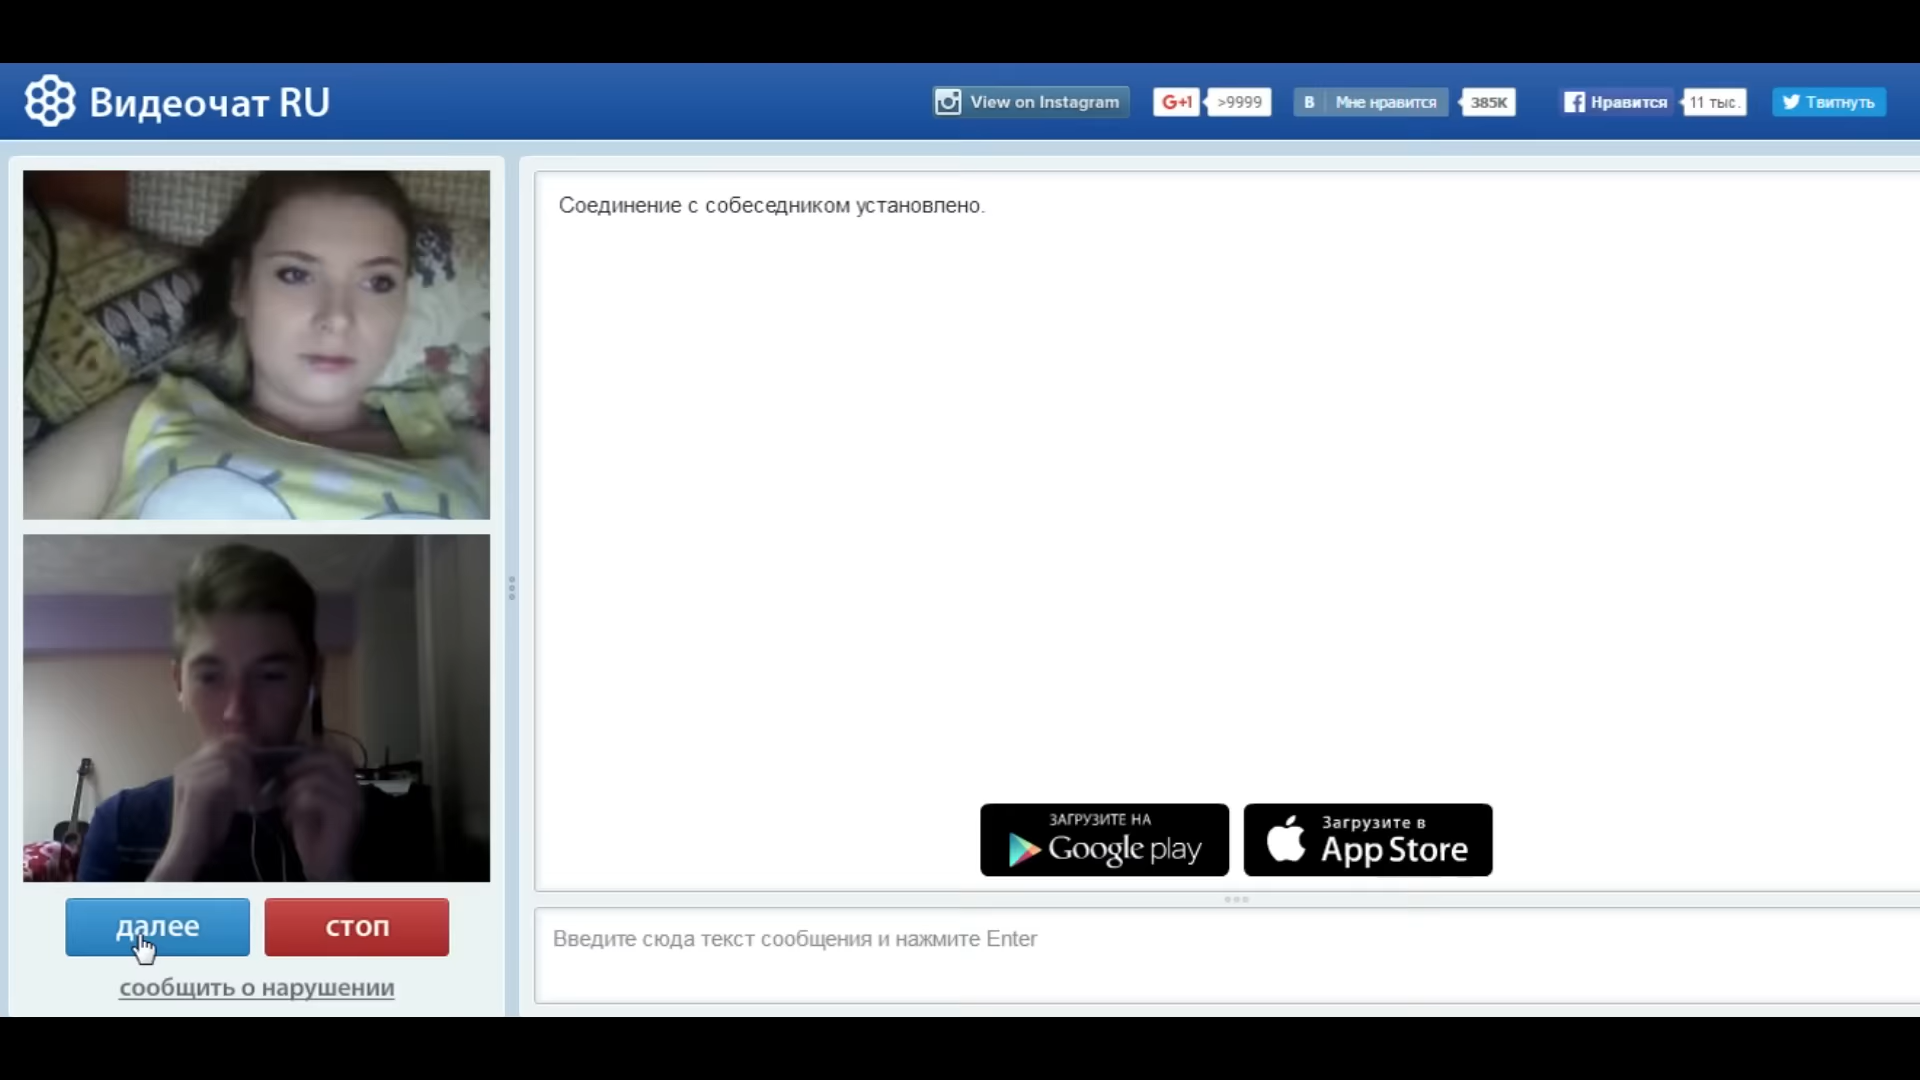 Видеочат RU
View on Instagram
G+1
>9999
B
Мне нравится
385K
Нравится
11 тыс.
Твитнуть
Соединение с собеседником установлено.
ЗАГРУЗИТЕ НА
Google play
Загрузите в
App Store
далее
стоп
Введите сюда текст сообщения и нажмите Enter
сообщить о нарушении